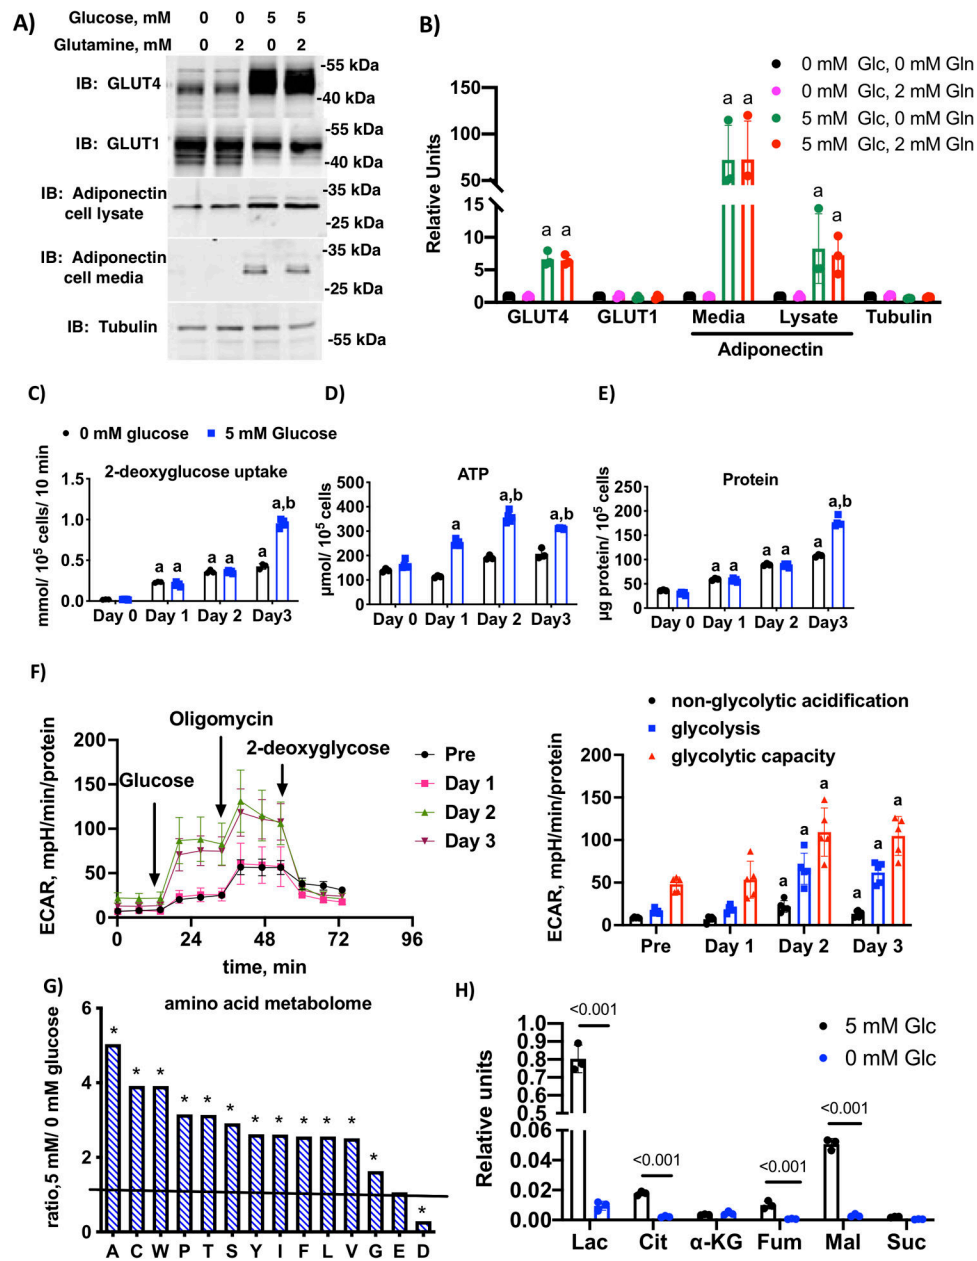 A)
Glucose, mM 0 0 5 5
Glutamine, mM 0 2 0 2
IB: GLUT4
-55 kDa
-40 kDa
IB: GLUT1
-55 kDa
-40 kDa
IB: Adiponectin
cell lysate
-35 kDa
-25 kDa
IB: Adiponectin
cell media
-35 kDa
-25 kDa
IB: Tubulin
-55 kDa
B)
0 mM Glc, 0 mM Gln
0 mM Glc, 2 mM Gln
5 mM Glc, 0 mM Gln
5 mM Glc, 2 mM Gln
Relative Units
150
100
50
15
10
5
0
a a
a a
a
a
GLUT4 GLUT1 Media Lysate Tubulin
Adiponectin
C)
0 mM glucose 5 mM Glucose
2-deoxyglucose uptake
mmol/ 10⁵ cells/ 10 min
1.5
1.0
0.5
0.0
a a a a a a,b
Day 0 Day 1 Day 2 Day3
D)
ATP
µmol/ 10⁵ cells
500
400
300
200
100
0
a a,b a,b
Day 0 Day 1 Day 2 Day3
E)
Protein
µg protein/ 10⁵ cells
250
200
150
100
50
0
a a a a a a,b
Day 0 Day 1 Day 2 Day3
F)
ECAR, mpH/min/protein
200
150
100
50
0
Oligomycin
2-deoxyglycose
Glucose
Pre
Day 1
Day 2
Day 3
0 24 48 72 96
time, min
non-glycolytic acidification
glycolysis
glycolytic capacity
ECAR, mpH/min/protein
200
150
100
50
0
a a a a a a
Pre Day 1 Day 2 Day 3
G)
amino acid metabolome
ratio,5 mM/ 0 mM glucose
6
4
2
0
* * * * * * * * * * * * *
A C W P T S Y I F L V G E D
H)
5 mM Glc
0 mM Glc
Relative units
1.0
0.9
0.8
0.7
0.6
0.5
0.06
0.04
0.02
0.00
<0.001
<0.001
<0.001
<0.001
Lac Cit α-KG Fum Mal Suc